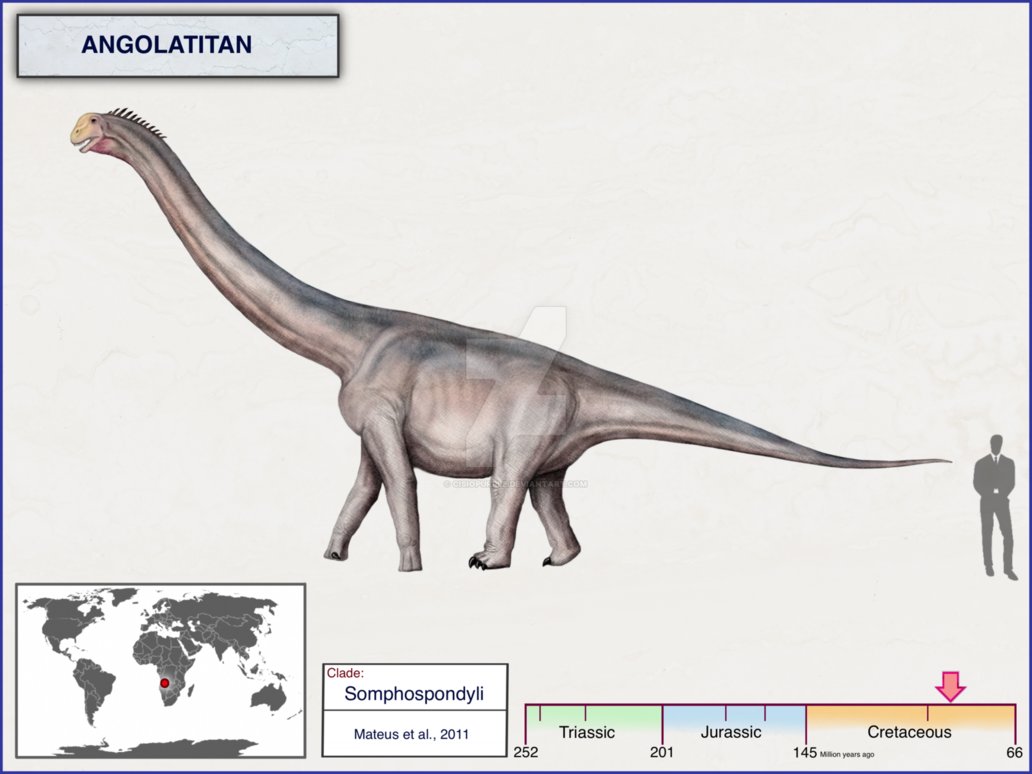 ANGOLATITAN
Clade:
Somphospondyli
Mateus et al., 2011
Triassic
Jurassic
Cretaceous
252
201
145 Million years ago
66